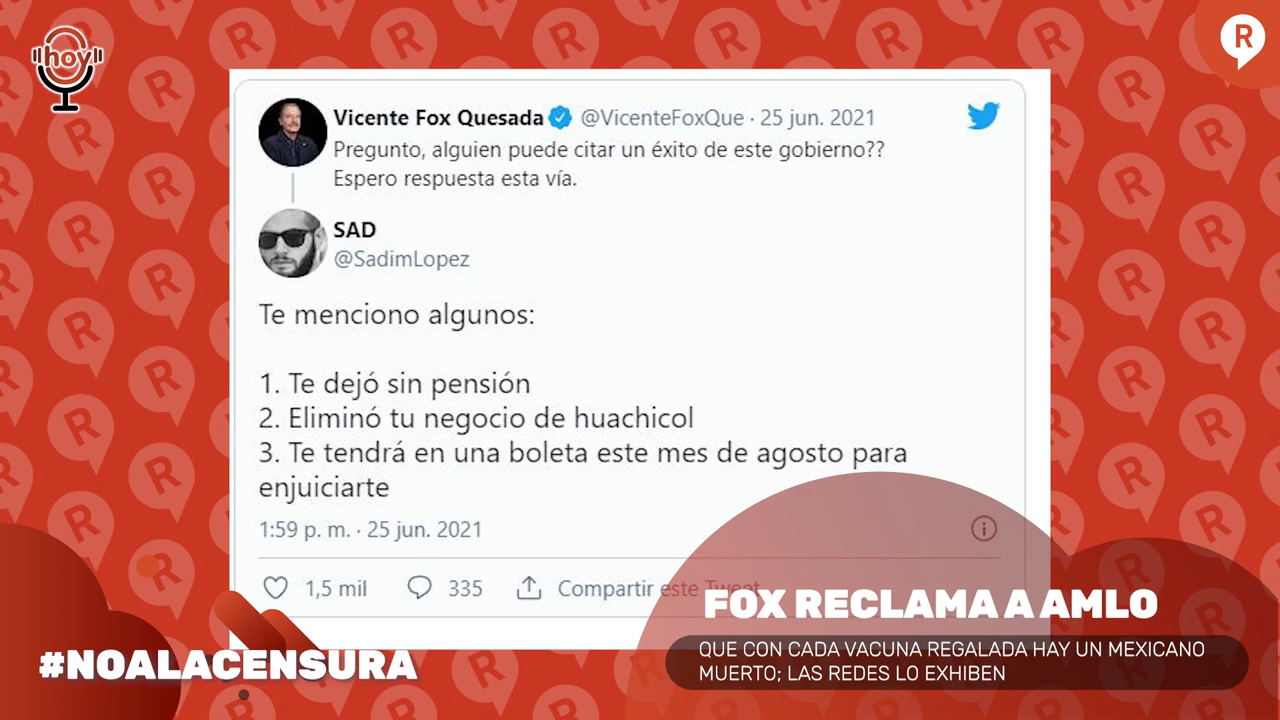 hoy
R
Vicente Fox Quesada @VicenteFoxQue · 25 jun. 2021
Pregunto, alguien puede citar un éxito de este gobierno??
Espero respuesta esta vía.
SAD
@SadimLopez
Te menciono algunos:
1. Te dejó sin pensión
2. Eliminó tu negocio de huachicol
3. Te tendrá en una boleta este mes de agosto para
enjuiciarte
1:59 p. m. · 25 jun. 2021
1,5 mil 335 Compartir este Tweet
FOX RECLAMA A AMLO
QUE CON CADA VACUNA REGALADA HAY UN MEXICANO
MUERTO; LAS REDES LO EXHIBEN
#NOALACENSURA